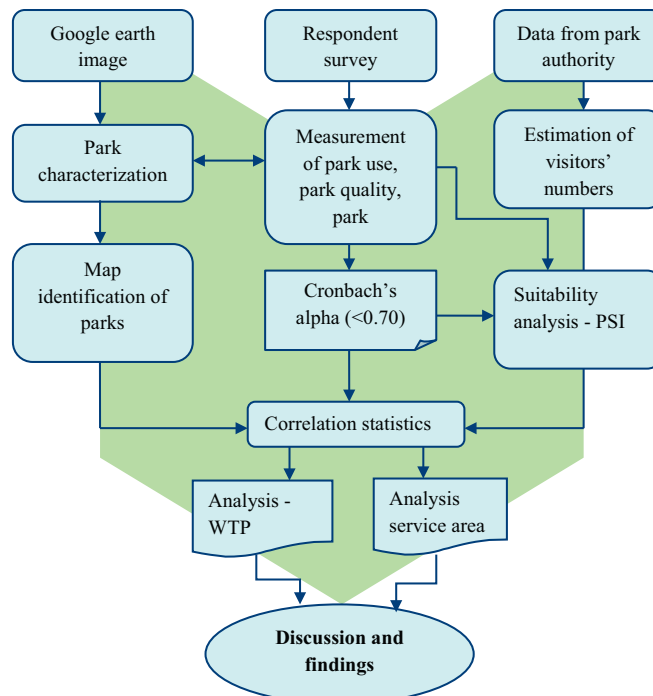 Google earth
image
Respondent
survey
Data from park
authority
Park
characterization
Measurement
of park use,
park quality,
park
Estimation of
visitors’
numbers
Map
identification of
parks
Cronbach’s
alpha (<0.70)
Suitability
analysis - PSI
Correlation statistics
Analysis -
WTP
Analysis
service area
Discussion and
findings